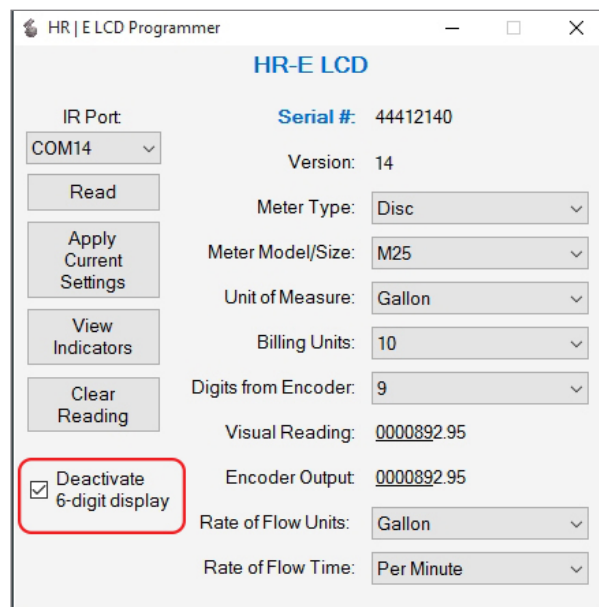 HR | E LCD Programmer
HR-E LCD
IR Port:
COM14
Read
Apply
Current
Settings
View
Indicators
Clear
Reading
Deactivate
6-digit display
Serial #: 44412140
Version: 14
Meter Type: Disc
Meter Model/Size: M25
Unit of Measure: Gallon
Billing Units: 10
Digits from Encoder: 9
Visual Reading: 0000892.95
Encoder Output: 0000892.95
Rate of Flow Units: Gallon
Rate of Flow Time: Per Minute